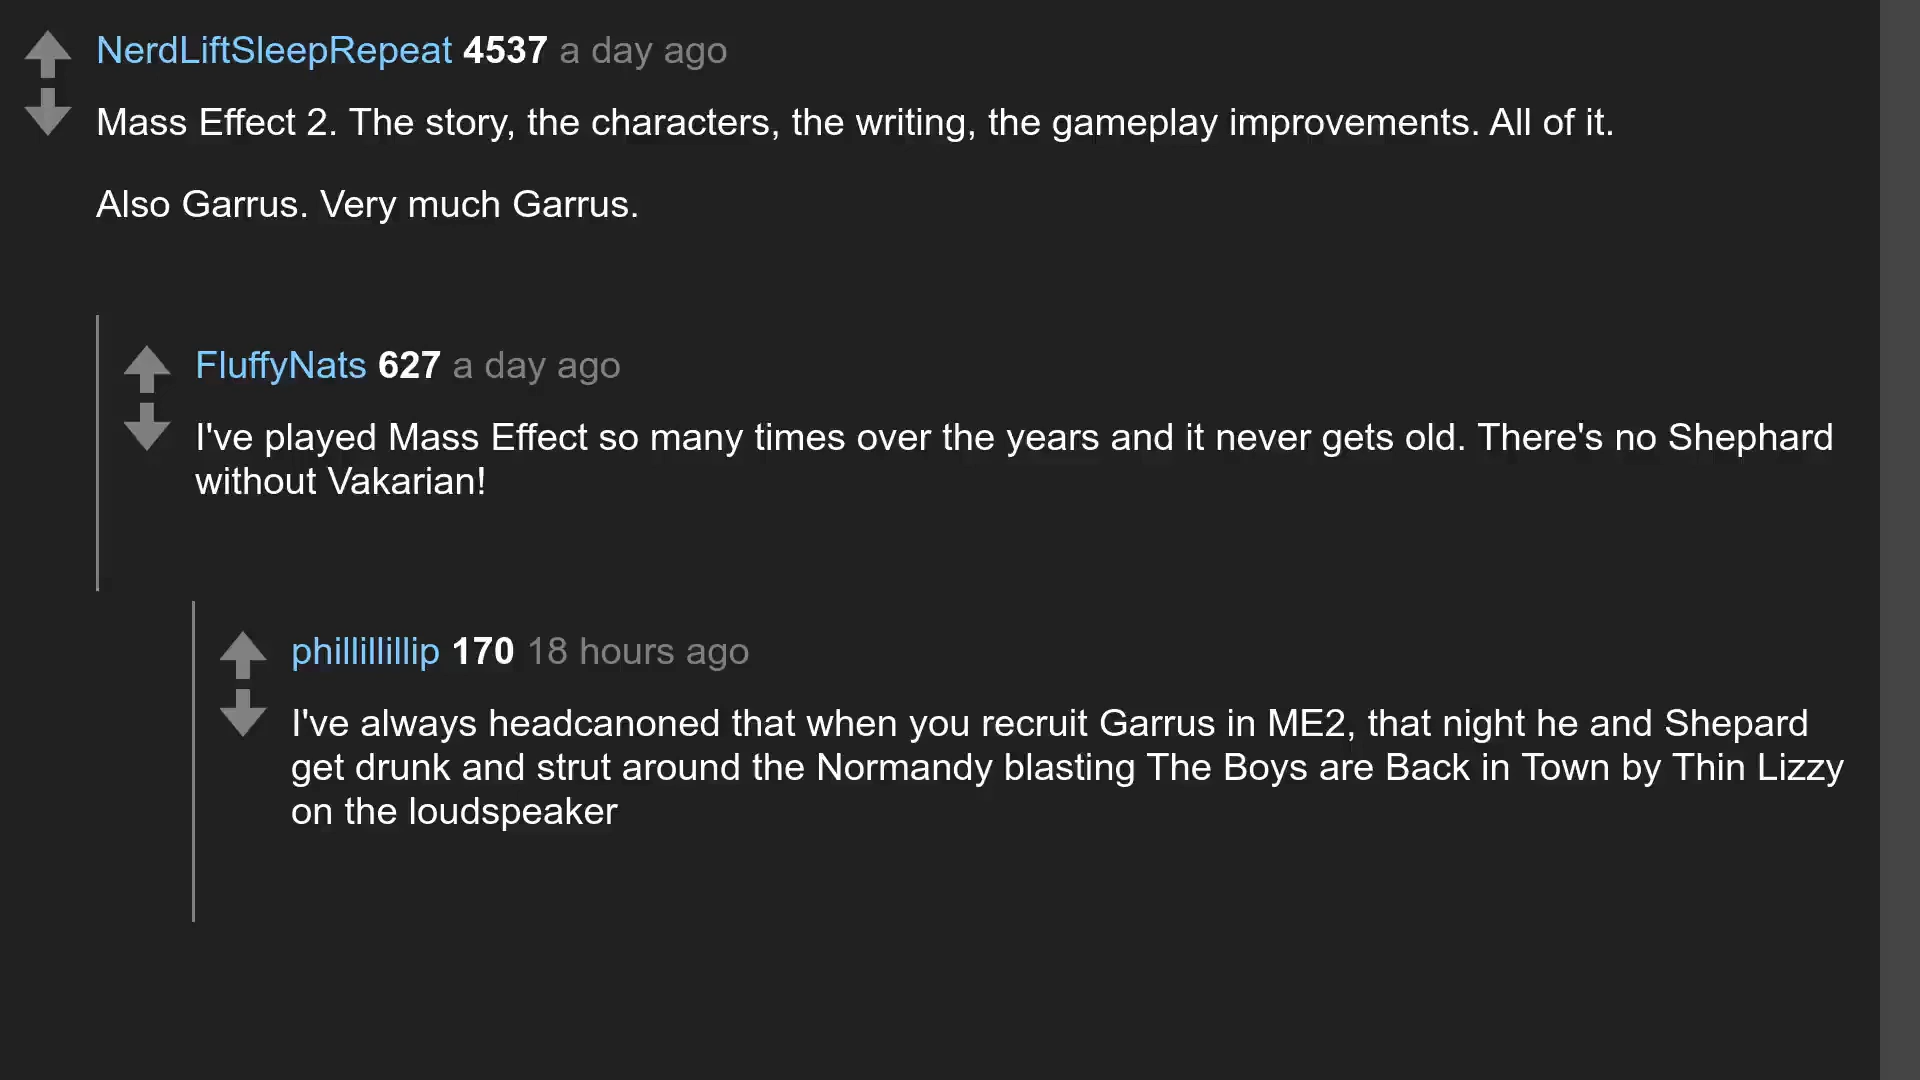 NerdLiftSleepRepeat 4537 a day ago
Mass Effect 2. The story, the characters, the writing, the gameplay improvements. All of it.
Also Garrus. Very much Garrus.
FluffyNats 627 a day ago
I've played Mass Effect so many times over the years and it never gets old. There's no Shephard
without Vakarian!
phillillillip 170 18 hours ago
I've always headcanoned that when you recruit Garrus in ME2, that night he and Shepard
get drunk and strut around the Normandy blasting The Boys are Back in Town by Thin Lizzy
on the loudspeaker